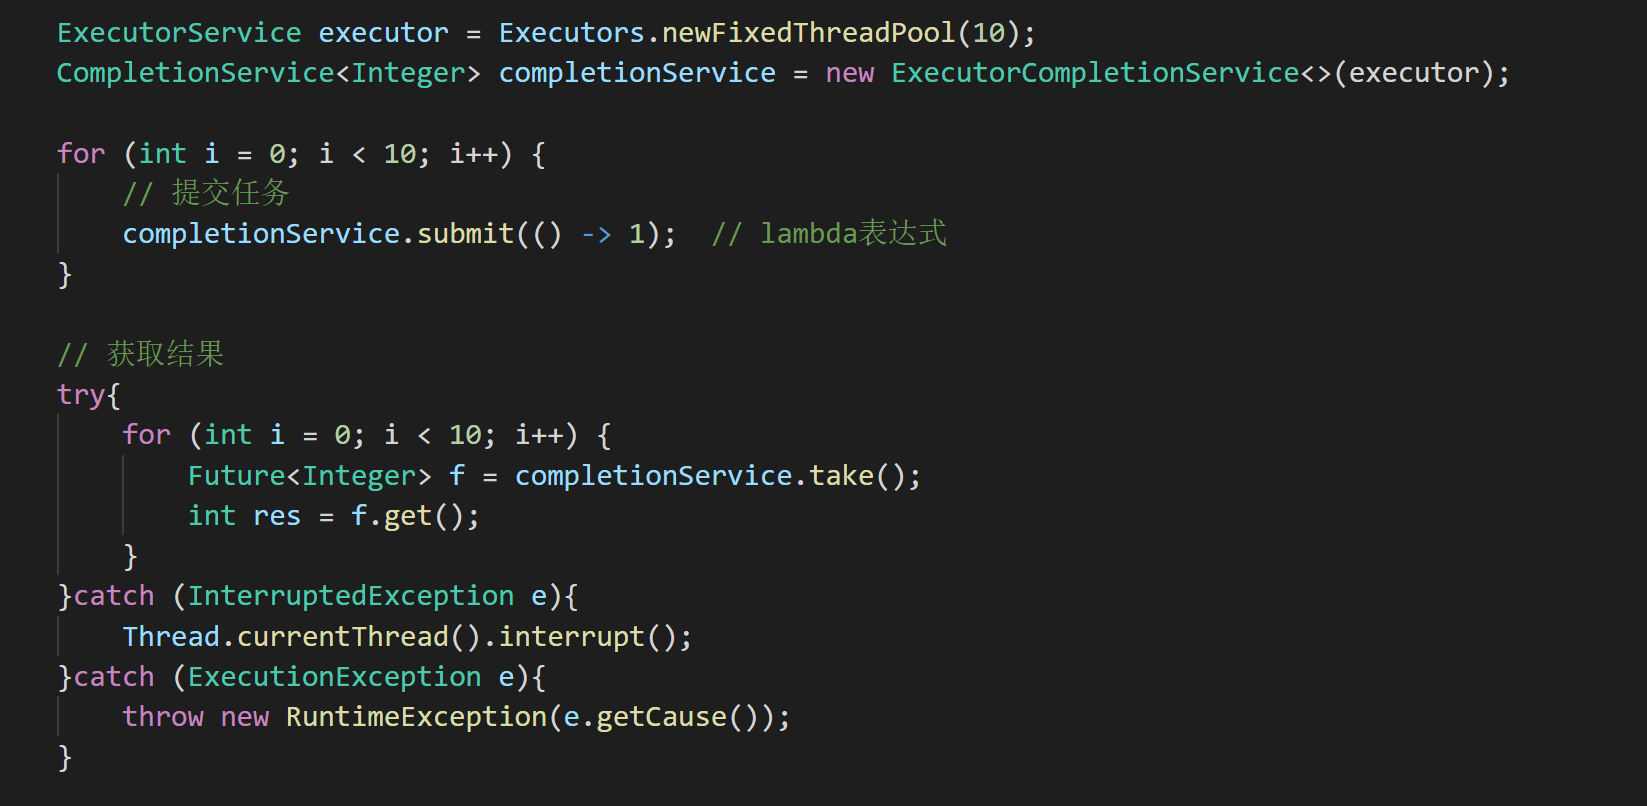 ExecutorService executor = Executors.newFixedThreadPool(10);
CompletionService<Integer> completionService = new ExecutorCompletionService<>(executor);
for (int i = 0; i < 10; i++) {
// 提交任务
completionService.submit(() -> 1);  // lambda表达式
}
// 获取结果
try{
for (int i = 0; i < 10; i++) {
Future<Integer> f = completionService.take();
int res = f.get();
}
}catch (InterruptedException e){
Thread.currentThread().interrupt();
}catch (ExecutionException e){
throw new RuntimeException(e.getCause());
}